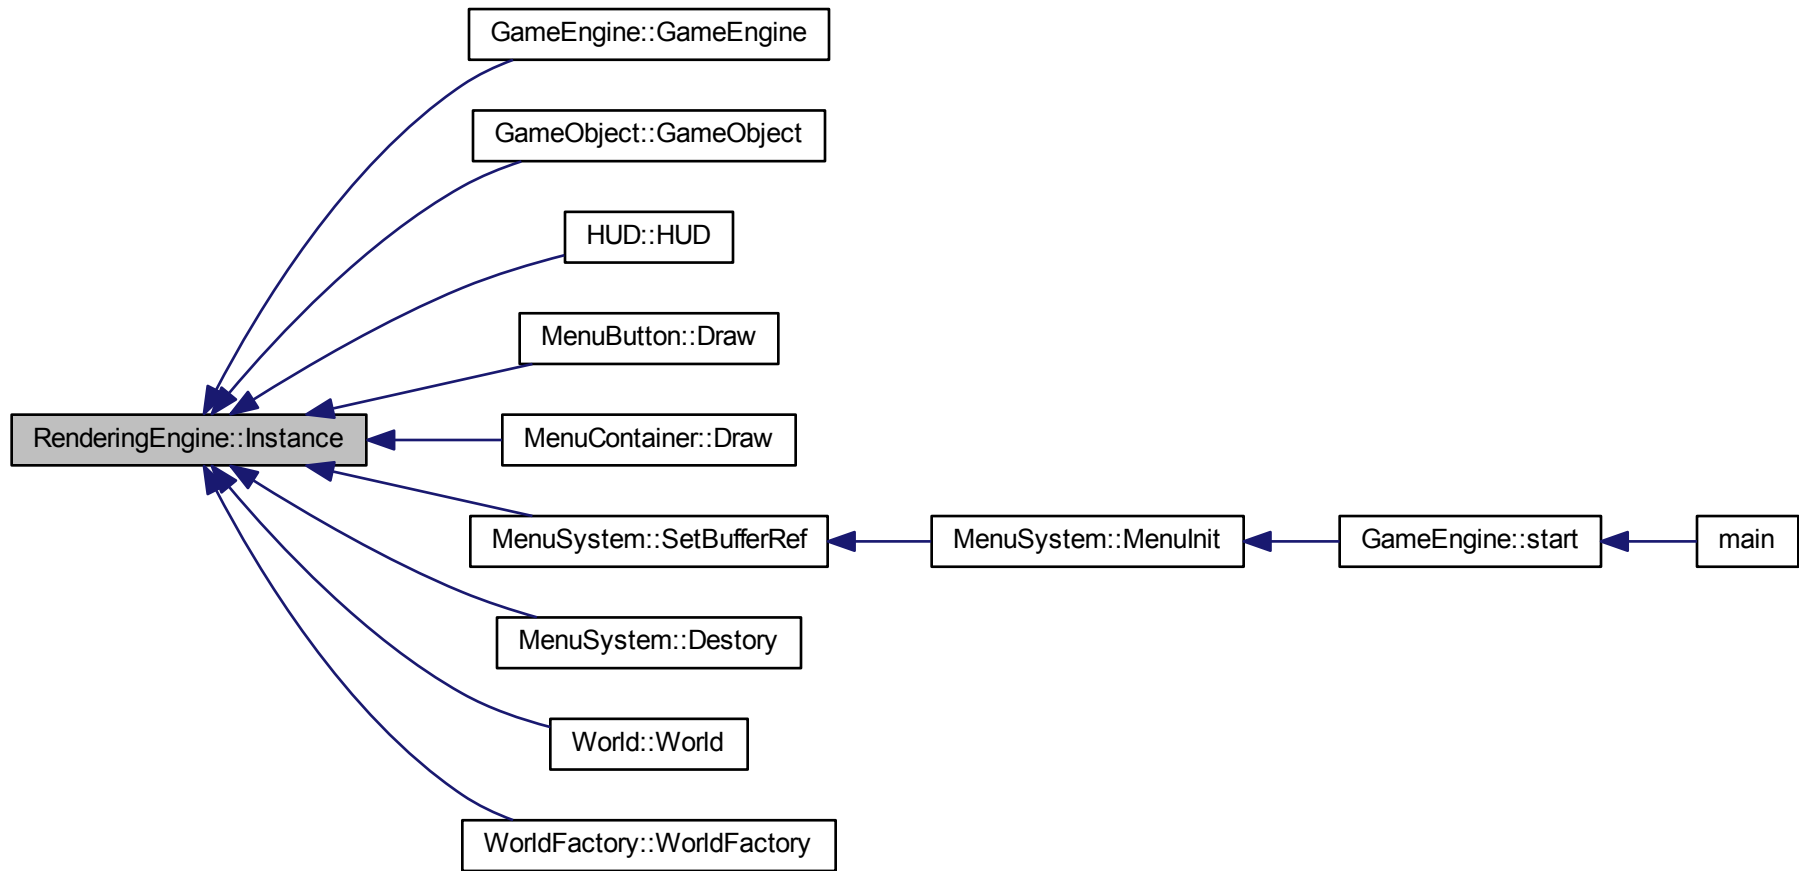 GameEngine::GameEngine
GameObject::GameObject
HUD::HUD
MenuButton::Draw
RenderingEngine::Instance
MenuContainer::Draw
MenuSystem::SetBufferRef
MenuSystem::MenuInit
GameEngine::start
main
MenuSystem::Destory
World::World
WorldFactory::WorldFactory